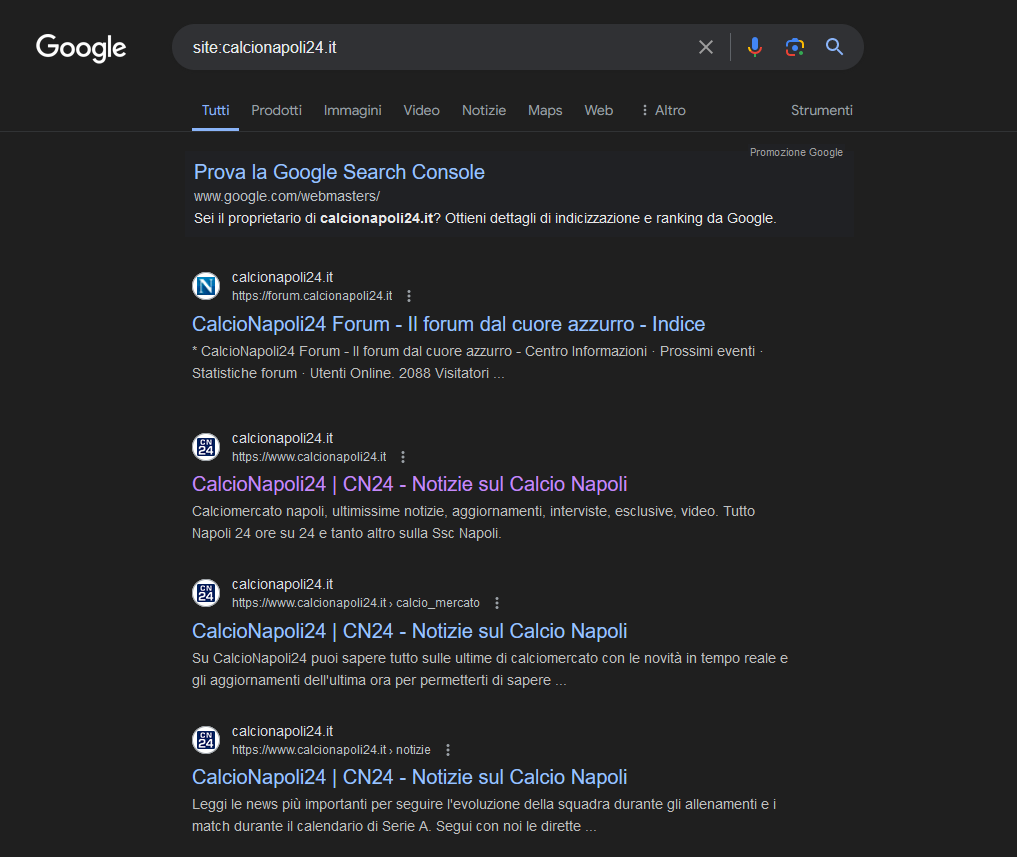 Google
site:calcionapoli24.it
Tutti Prodotti Immagini Video Notizie Maps Web Altro Strumenti
Promozione Google
Prova la Google Search Console
www.google.com/webmasters/
Sei il proprietario di calcionapoli24.it? Ottieni dettagli di indicizzazione e ranking da Google.
N
calcionapoli24.it
https://forum.calcionapoli24.it
CalcioNapoli24 Forum - Il forum dal cuore azzurro - Indice
* CalcioNapoli24 Forum - Il forum dal cuore azzurro - Centro Informazioni · Prossimi eventi ·
Statistiche forum · Utenti Online. 2088 Visitatori ...
CN
24
calcionapoli24.it
https://www.calcionapoli24.it
CalcioNapoli24 | CN24 - Notizie sul Calcio Napoli
Calciomercato napoli, ultimissime notizie, aggiornamenti, interviste, esclusive, video. Tutto
Napoli 24 ore su 24 e tanto altro sulla Ssc Napoli.
CN
24
calcionapoli24.it
https://www.calcionapoli24.it › calcio_mercato
CalcioNapoli24 | CN24 - Notizie sul Calcio Napoli
Su CalcioNapoli24 puoi sapere tutto sulle ultime di calciomercato con le novità in tempo reale e
gli aggiornamenti dell'ultima ora per permetterti di sapere ...
CN
24
calcionapoli24.it
https://www.calcionapoli24.it › notizie
CalcioNapoli24 | CN24 - Notizie sul Calcio Napoli
Leggi le news più importanti per seguire l'evoluzione della squadra durante gli allenamenti e i
match durante il calendario di Serie A. Segui con noi le dirette ...